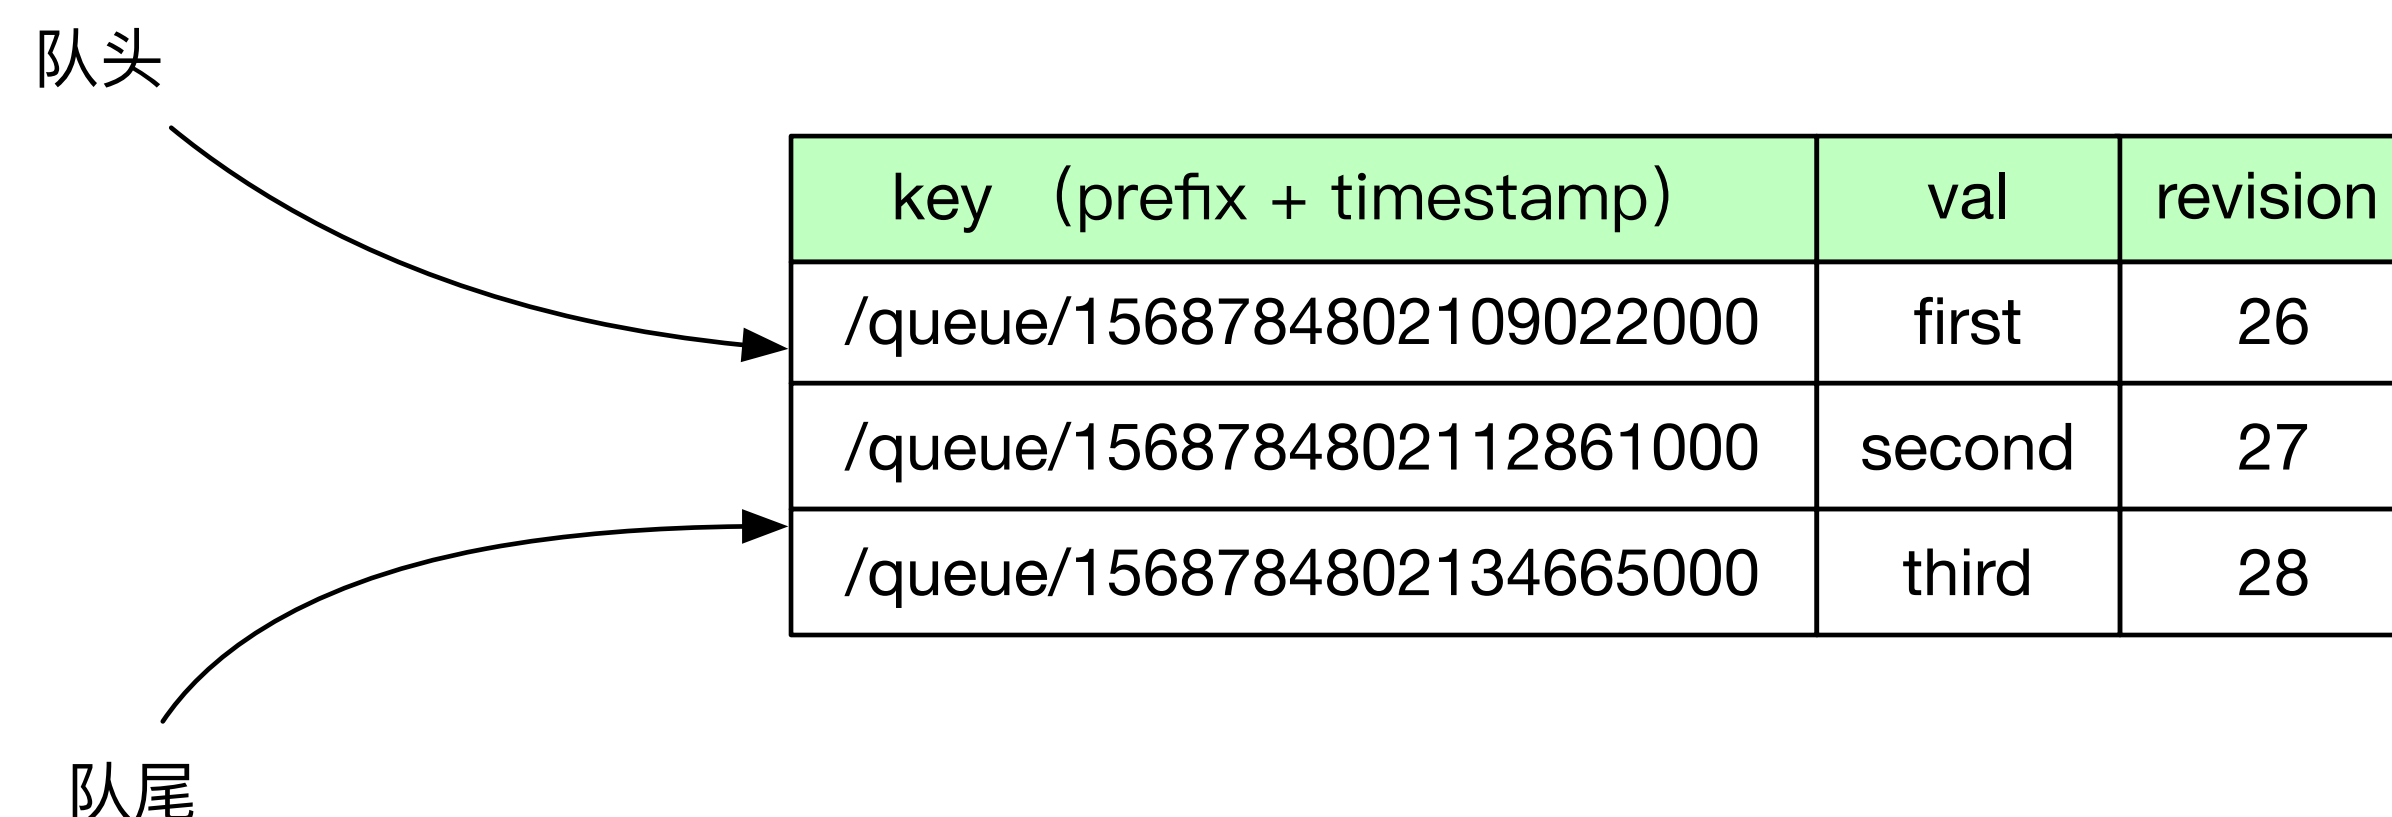 队头
key （prefix + timestamp） val revision
/queue/1568784802109022000 first 26
/queue/1568784802112861000 second 27
/queue/1568784802134665000 third 28
队尾